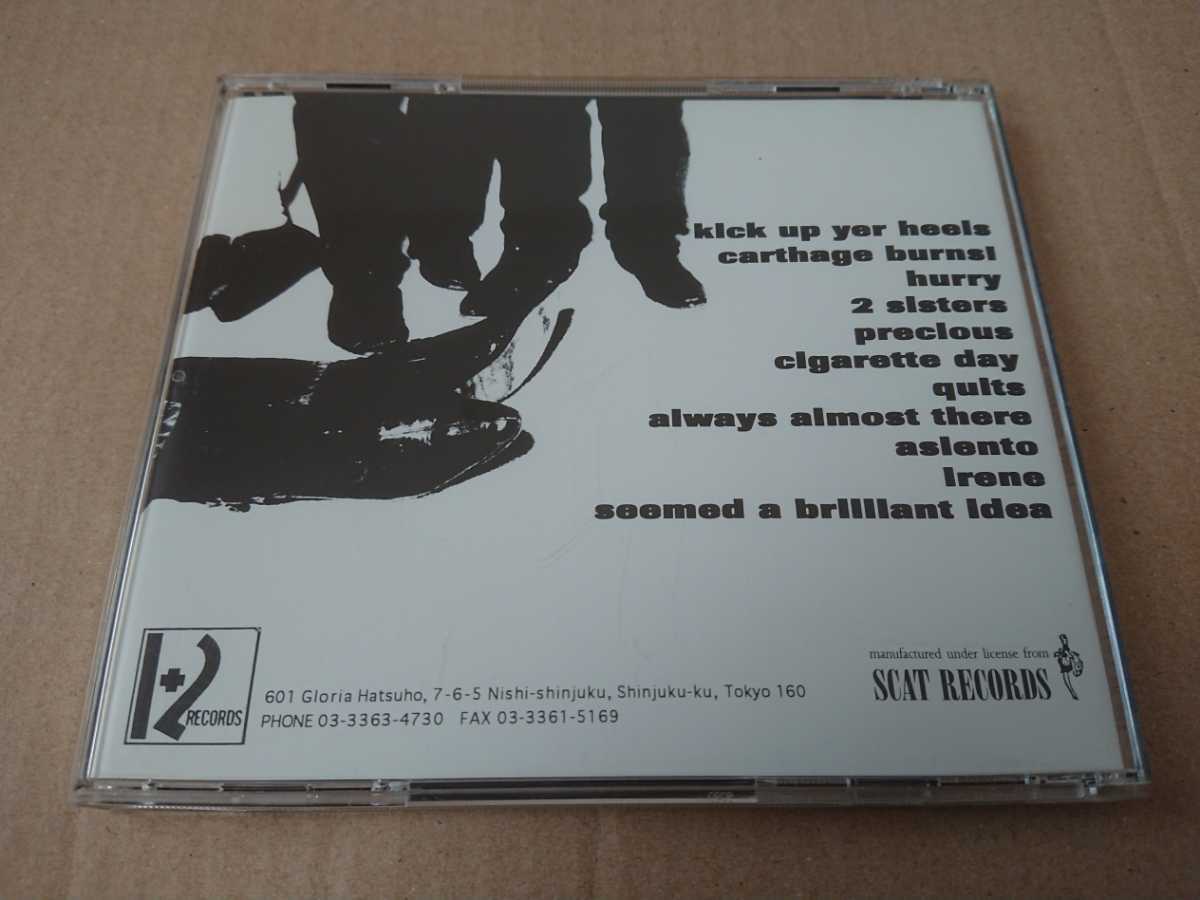 kick up yer heels
carthage burns!
hurry
2 sisters
precious
cigarette day
quits
always almost there
asiento
irene
seemed a brilliant idea
1+2
RECORDS
601 Gloria Hatsuho, 7-6-5 Nishi-shinjuku, Shinjuku-ku, Tokyo 160
PHONE 03-3363-4730 FAX 03-3361-5169
manufactured under license from
SCAT RECORDS